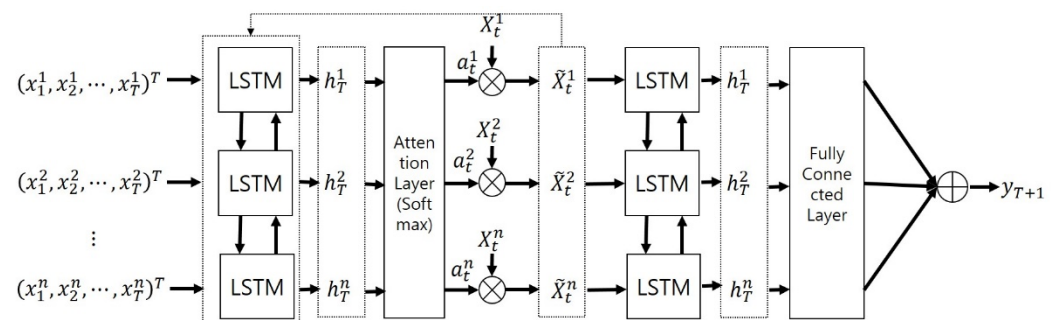 X_t^1
(x_1^1, x_2^1, ⋯, x_T^1)^T LSTM h_T^1 a_t^1 ⊗ X̃_t^1 LSTM h_T^1
X_t^2
(x_1^2, x_2^2, ⋯, x_T^2)^T LSTM h_T^2 a_t^2 ⊗ X̃_t^2 LSTM h_T^2
Atten
tion
Layer
(Soft
max)
Fully
Conne
cted
Layer
⊕ y_{T+1}
⋮
X_t^n
(x_1^n, x_2^n, ⋯, x_T^n)^T LSTM h_T^n a_t^n ⊗ X̃_t^n LSTM h_T^n